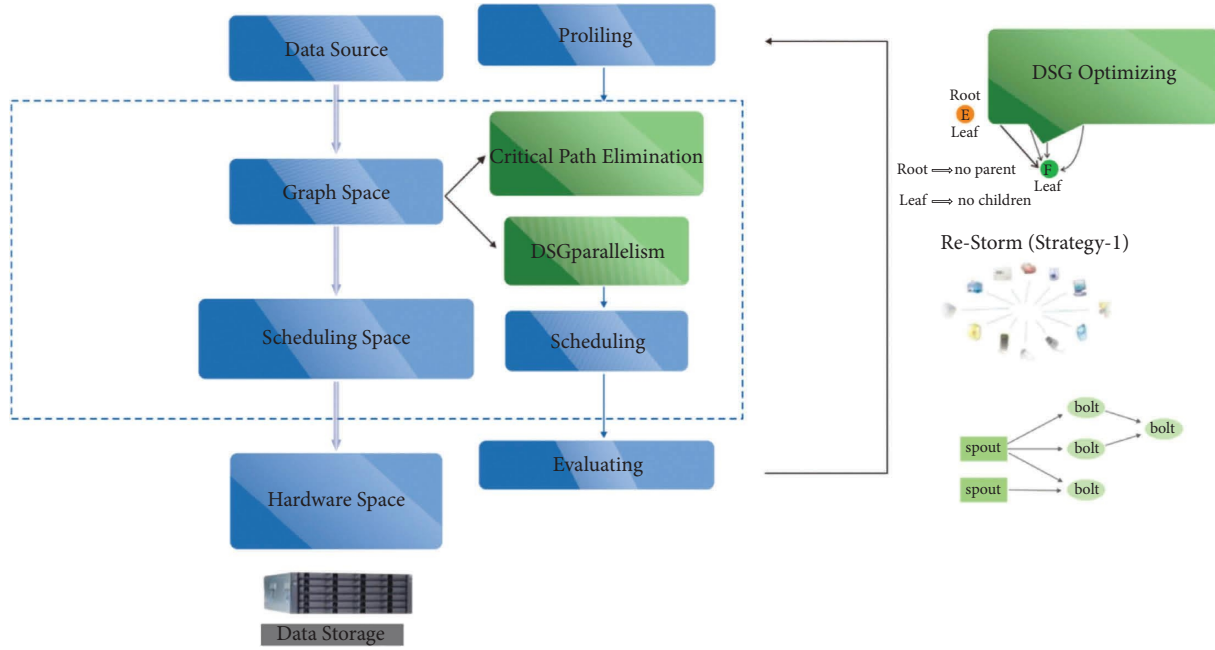 Data Source
Proliling
Graph Space
Critical Path Elimination
DSGparallelism
Scheduling Space
Scheduling
Hardware Space
Evaluating
Data Storage
DSG Optimizing
Root
E
Leaf
F
Leaf
Root ⟹ no parent
Leaf ⟹ no children
Re-Storm (Strategy-1)
spout
spout
bolt
bolt
bolt
bolt